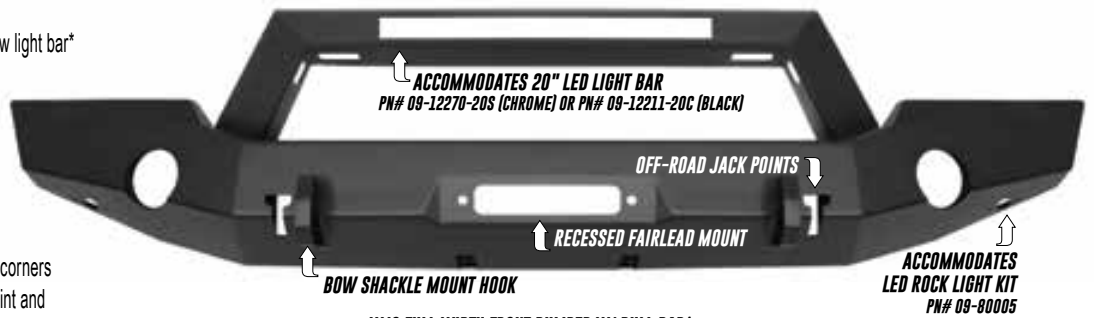 w light bar*
ACCOMMODATES 20" LED LIGHT BAR
PN# 09-12270-20S (CHROME) OR PN# 09-12211-20C (BLACK)
OFF-ROAD JACK POINTS
RECESSED FAIRLEAD MOUNT
BOW SHACKLE MOUNT HOOK
ACCOMMODATES
LED ROCK LIGHT KIT
PN# 09-80005
corners
int and